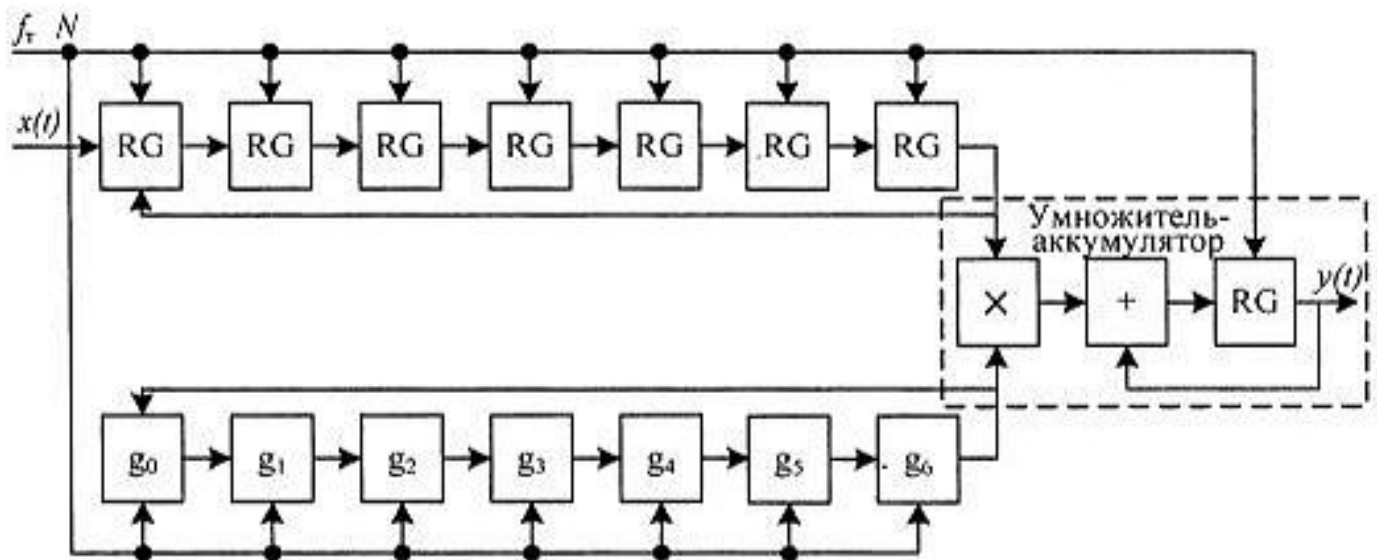 fт N
x(t)
RG RG RG RG RG RG RG
Умножитель-
аккумулятор
× + RG y(t)
g0 g1 g2 g3 g4 g5 g6